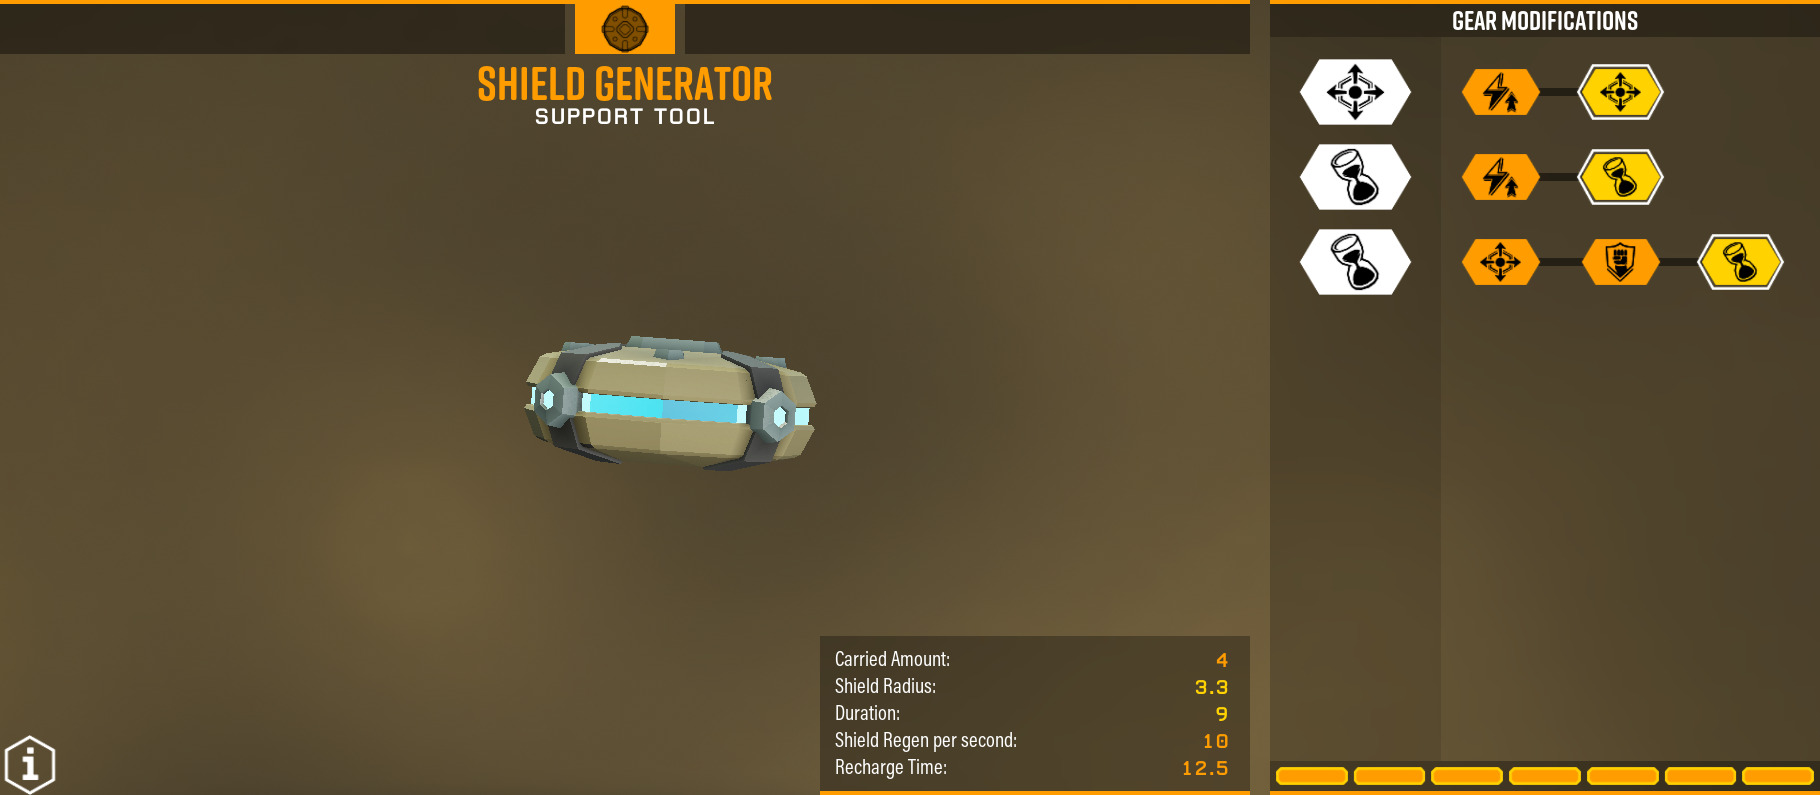 SHIELD GENERATOR
SUPPORT TOOL
GEAR MODIFICATIONS
Carried Amount: 4
Shield Radius: 3.3
Duration: 9
Shield Regen per second: 10
Recharge Time: 12.5